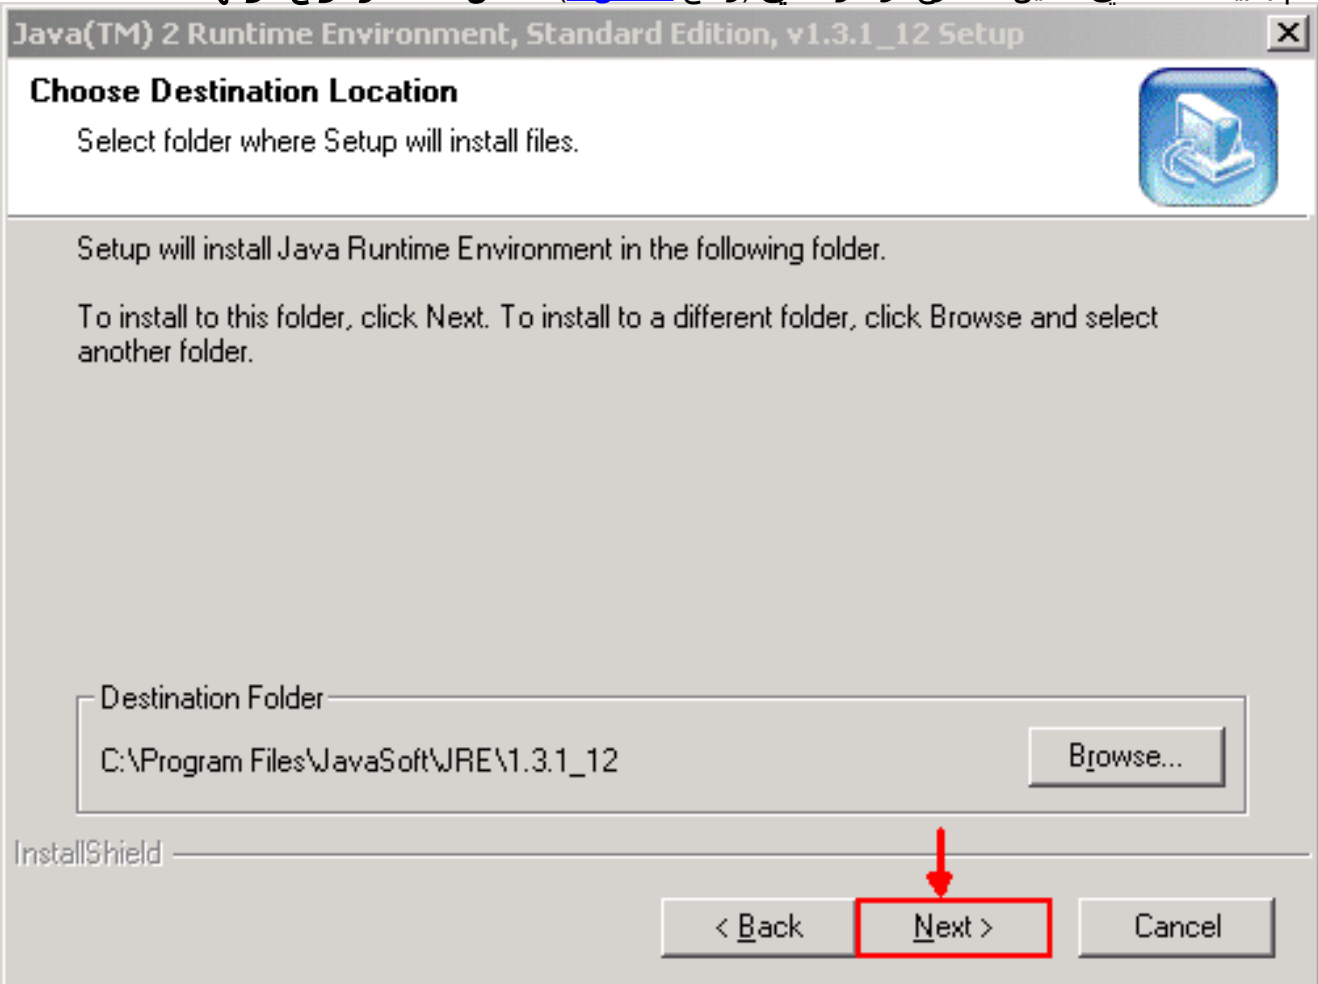 Java(TM) 2 Runtime Environment, Standard Edition, v1.3.1_12 Setup
Choose Destination Location
Select folder where Setup will install files.
Setup will install Java Runtime Environment in the following folder.
To install to this folder, click Next. To install to a different folder, click Browse and select
another folder.
Destination Folder
C:\Program Files\JavaSoft\JRE\1.3.1_12
Browse...
InstallShield
< Back
Next >
Cancel